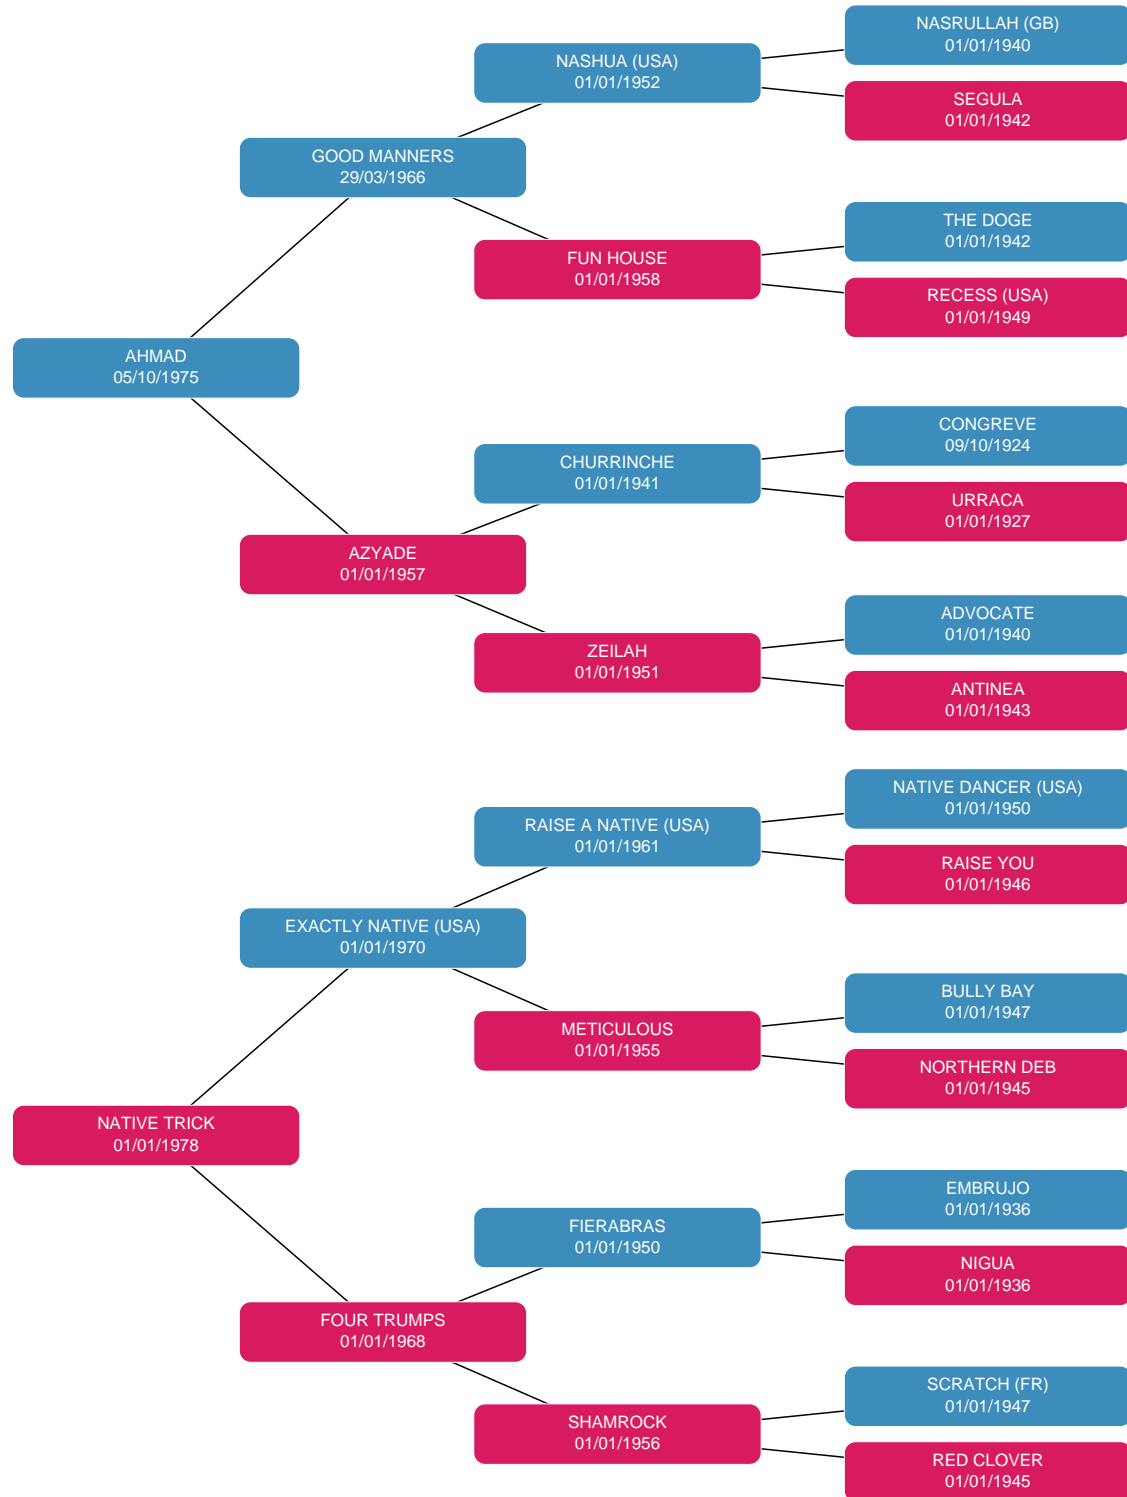 NASRULLAH (GB)
01/01/1940
NASHUA (USA)
01/01/1952
SEGULA
01/01/1942
GOOD MANNERS
29/03/1966
THE DOGE
01/01/1942
FUN HOUSE
01/01/1958
RECESS (USA)
01/01/1949
AHMAD
05/10/1975
CONGREVE
09/10/1924
CHURRINCHE
01/01/1941
URRACA
01/01/1927
AZYADE
01/01/1957
ADVOCATE
01/01/1940
ZEILAH
01/01/1951
ANTINEA
01/01/1943
NATIVE DANCER (USA)
01/01/1950
RAISE A NATIVE (USA)
01/01/1961
RAISE YOU
01/01/1946
EXACTLY NATIVE (USA)
01/01/1970
BULLY BAY
01/01/1947
METICULOUS
01/01/1955
NORTHERN DEB
01/01/1945
NATIVE TRICK
01/01/1978
EMBRUJO
01/01/1936
FIERABRAS
01/01/1950
NIGUA
01/01/1936
FOUR TRUMPS
01/01/1968
SCRATCH (FR)
01/01/1947
SHAMROCK
01/01/1956
RED CLOVER
01/01/1945